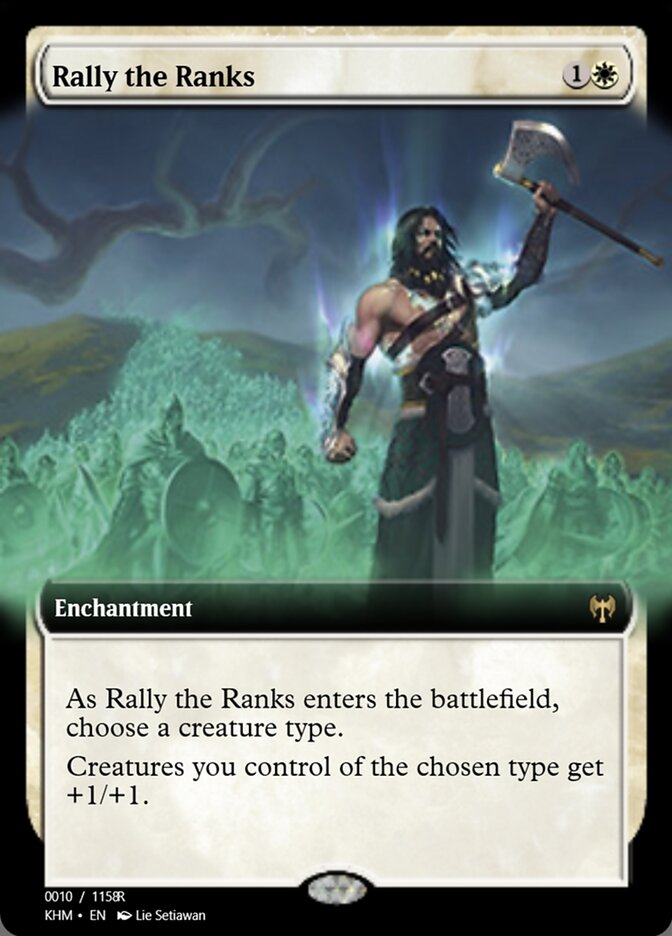 Rally the Ranks 1
Enchantment
As Rally the Ranks enters the battlefield,
choose a creature type.
Creatures you control of the chosen type get
+1/+1.
0010 / 1158R
KHM • EN Lie Setiawan